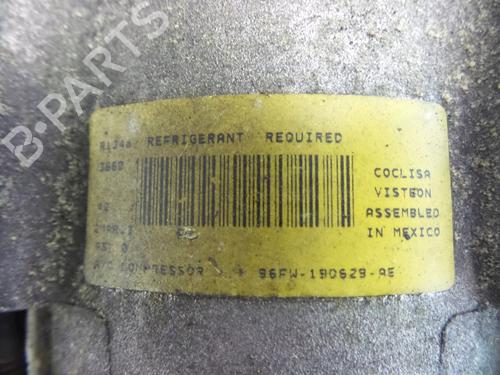 B-PARTS
R134a REFRIGERANT REQUIRED
COCLISA
VISTEON
ASSEMBLED
IN MEXICO
A/C COMPRESSOR 96FW-19D629-AE